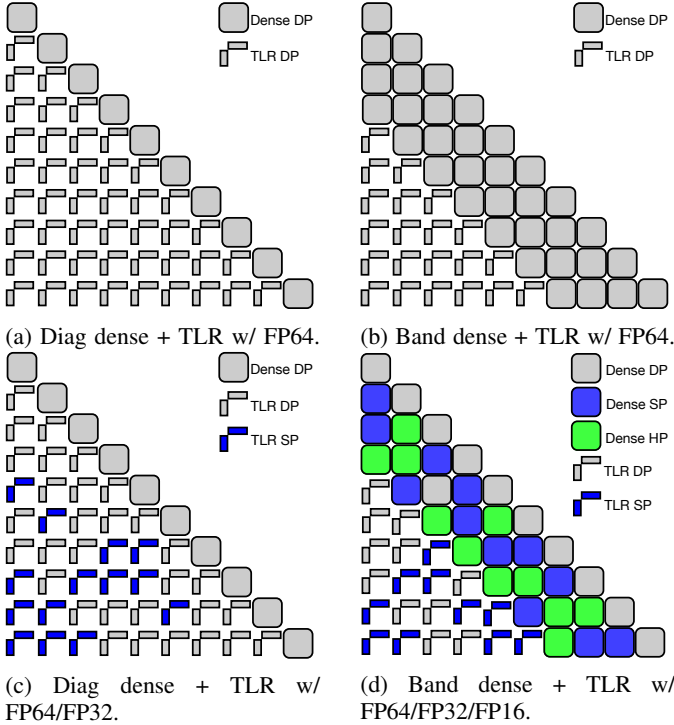 Dense DP
TLR DP
Dense DP
TLR DP
(a) Diag dense + TLR w/ FP64.
(b) Band dense + TLR w/ FP64.
Dense DP
TLR DP
TLR SP
Dense DP
Dense SP
Dense HP
TLR DP
TLR SP
(c) Diag dense + TLR w/
FP64/FP32.
(d) Band dense + TLR w/
FP64/FP32/FP16.